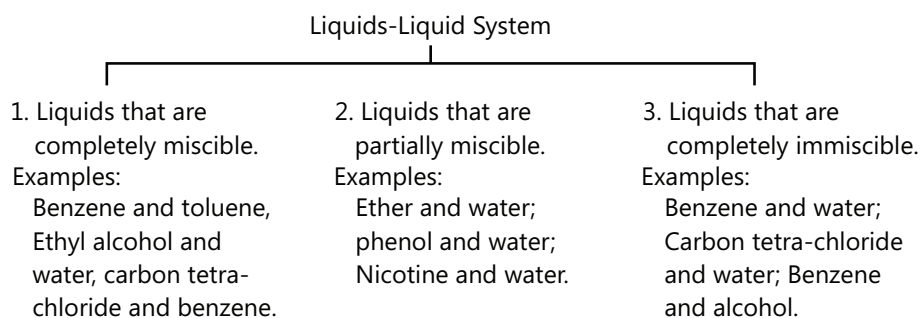 Liquids-Liquid System
1. Liquids that are
completely miscible.
Examples:
Benzene and toluene,
Ethyl alcohol and
water, carbon tetra-
chloride and benzene.
2. Liquids that are
partially miscible.
Examples:
Ether and water;
phenol and water;
Nicotine and water.
3. Liquids that are
completely immiscible.
Examples:
Benzene and water;
Carbon tetra-chloride
and water; Benzene
and alcohol.